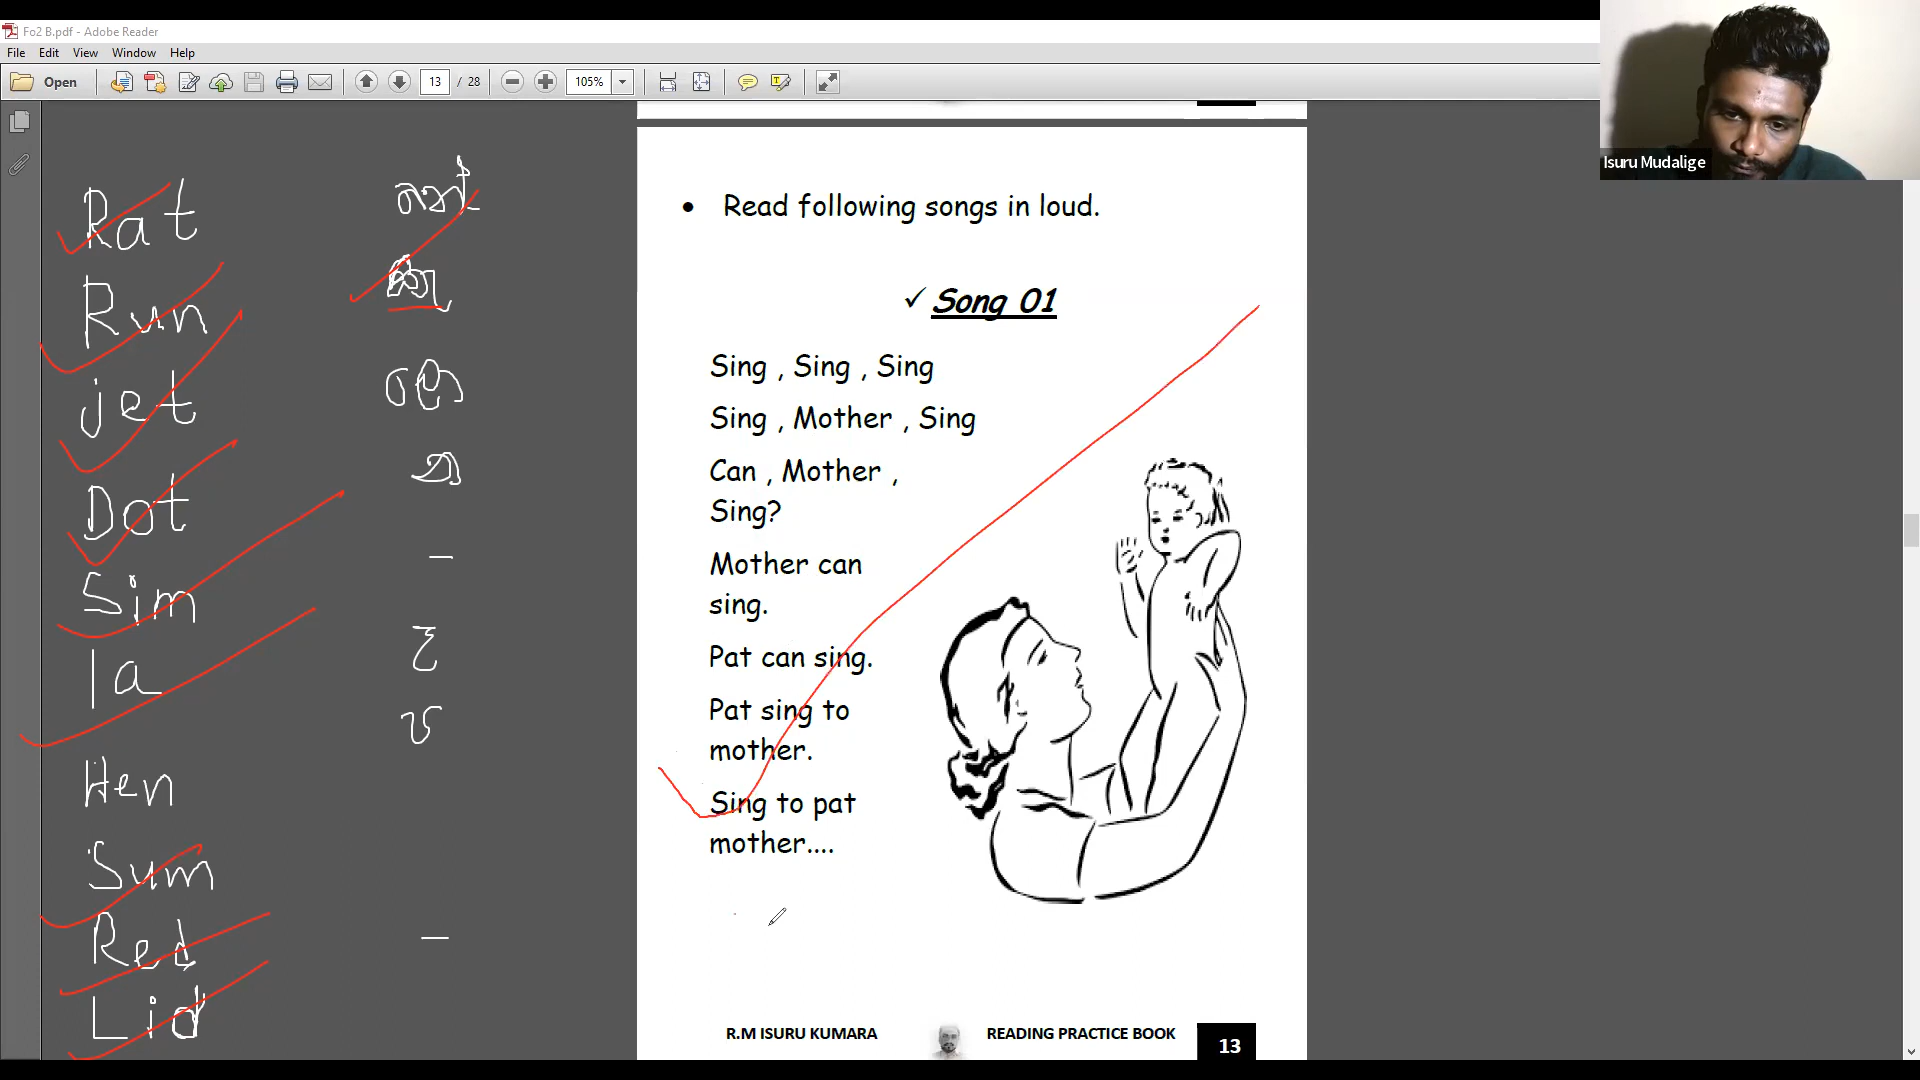 Fo2 B.pdf - Adobe Reader
File Edit View Window Help
Open 13 / 28 105%
Isuru Mudalige
Rat
Run
jet
Dot
Sim
la
Hen
Sum
Red
Lid
• Read following songs in loud.
✓ Song 01
Sing , Sing , Sing
Sing , Mother , Sing
Can , Mother ,
Sing?
Mother can
sing.
Pat can sing.
Pat sing to
mother.
Sing to pat
mother....
R.M ISURU KUMARA READING PRACTICE BOOK 13